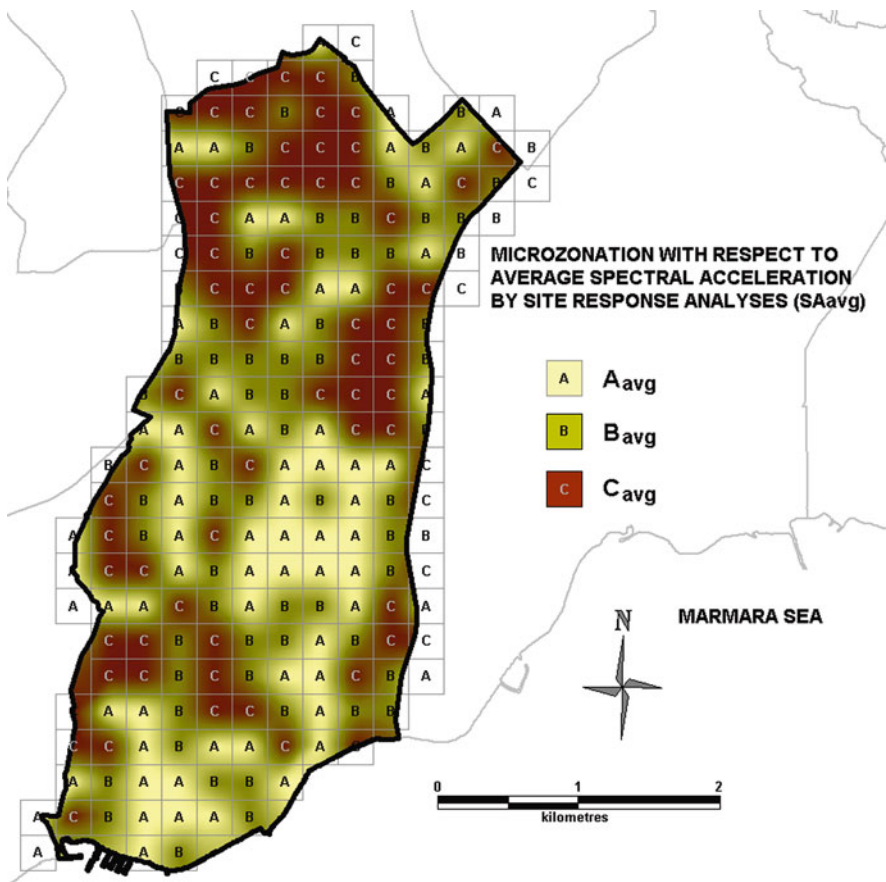 C
C C C C B
C C B C C A B A
A A B C C C A B A C B
C C C C C C B A C B C
C C A A B B C B B B
C C B C B B B A B
C C C A A C C C
A B C A B C C B
B B B B B C C B
B C A B B C C C A
A A C A B A C C B
B C A B C A A A A C
C B A B B A B A B C
A C B A C A A A A B B
A C C A B A A A A B C
A A A C B A B B A C A
C C B C B B A B C C
C C B C B A A C B A
C A A B C C B A B B
C C A B A A C A C
A B A A B B A
A C B A A A B
A A B
MICROZONATION WITH RESPECT TO
AVERAGE SPECTRAL ACCELERATION
BY SITE RESPONSE ANALYSES (SAavg)
A Aavg
B Bavg
C Cavg
N
MARMARA SEA
0 1 2
kilometres